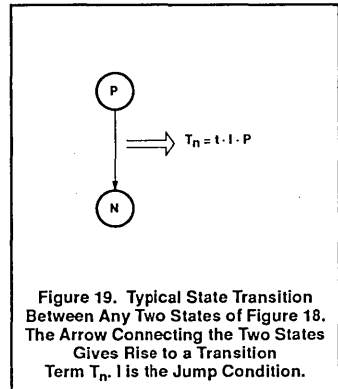 P
Tn = t · I · P
N
Figure 19. Typical State Transition
Between Any Two States of Figure 18.
The Arrow Connecting the Two States
Gives Rise to a Transition
Term Tn. I is the Jump Condition.